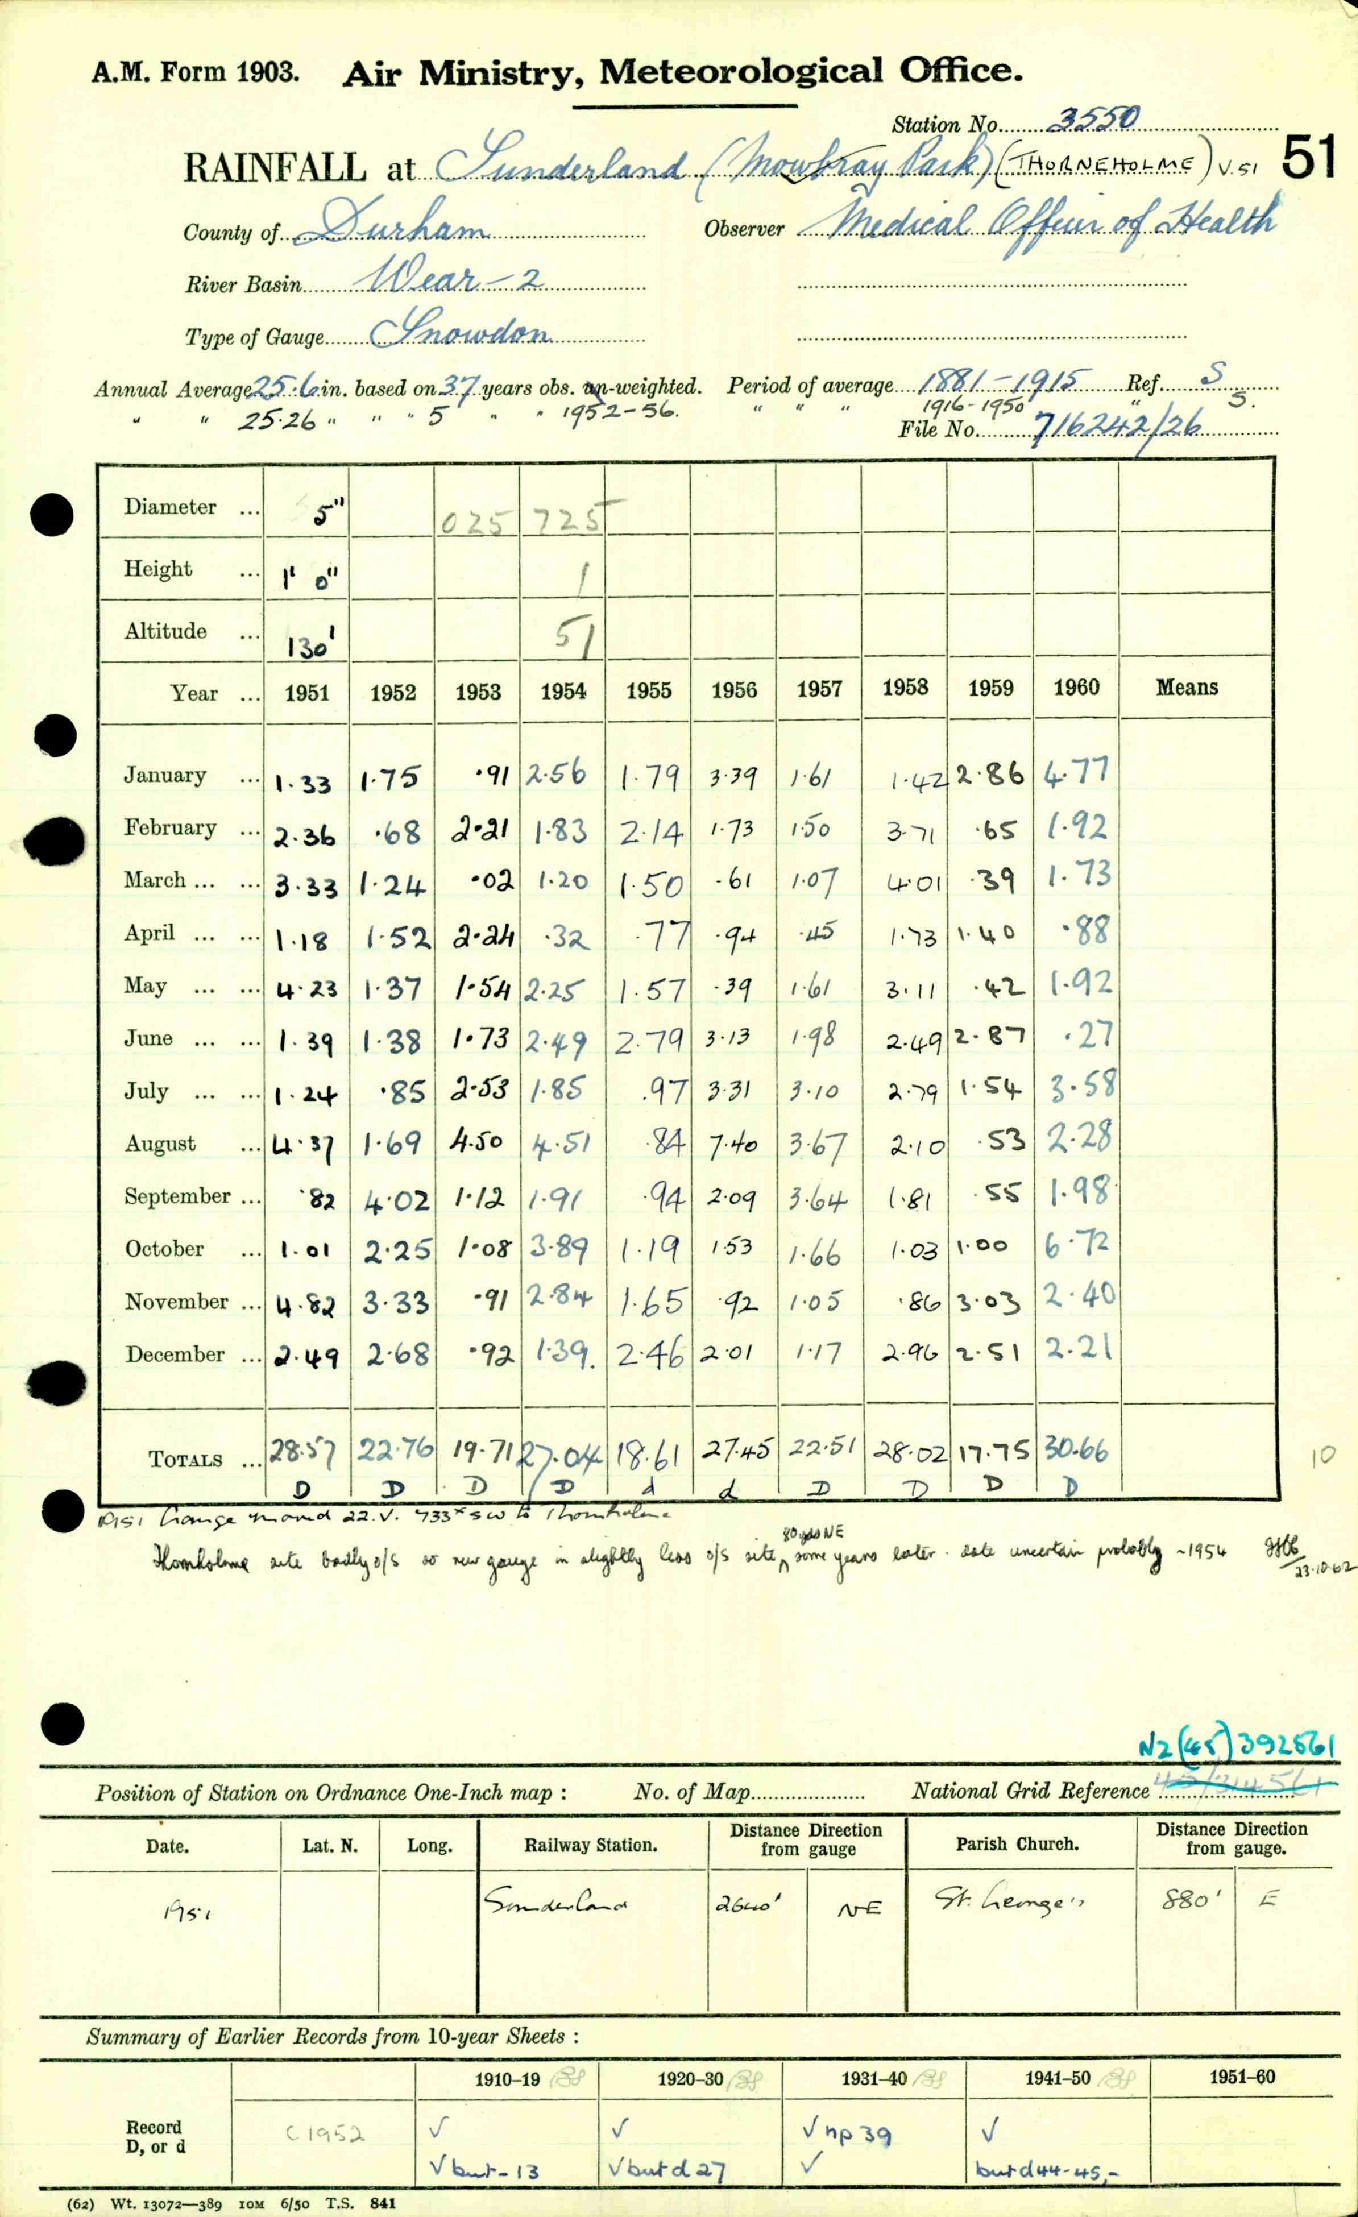 A.M. Form 1903. Air Ministry, Meteorological Office.
Station No. 3550
RAINFALL at Sunderland (Mowbray Park) (THORNEHOLME) V.51 51
County of Durham Observer Medical Officer of Health
River Basin Wear-2
Type of Gauge Snowdon
Annual Average 25.6 in. based on 37 years obs. un-weighted. Period of average 1881-1915 Ref. S
" " 25.26 " " " 5 " " 1952-56. " " " 1916-1950 " S.
File No. 716242/26
Diameter ... 5" 025 725
Height ... 1' 0" 1
Altitude ... 130' 51
Year ... 1951 1952 1953 1954 1955 1956 1957 1958 1959 1960 Means
January ... 1.33 1.75 .91 2.56 1.79 3.39 1.61 1.42 2.86 4.77
February ... 2.36 .68 2.21 1.83 2.14 1.73 1.50 3.71 .65 1.92
March ... ... 3.33 1.24 .02 1.20 1.50 .61 1.07 4.01 .39 1.73
April ... ... 1.18 1.52 2.24 .32 .77 .94 .45 1.73 1.40 .88
May ... ... 4.23 1.37 1.54 2.25 1.57 .39 1.61 3.11 .42 1.92
June ... ... 1.39 1.38 1.73 2.49 2.79 3.13 1.98 2.49 2.87 .27
July ... ... 1.24 .85 2.53 1.85 .97 3.31 3.10 2.79 1.54 3.58
August ... 4.37 1.69 4.50 4.51 .84 7.40 3.67 2.10 .53 2.28
September ... .82 4.02 1.12 1.91 .94 2.09 3.64 1.81 .55 1.98
October ... 1.01 2.25 1.08 3.89 1.19 1.53 1.66 1.03 1.00 6.72
November ... 4.82 3.33 .91 2.84 1.65 .92 1.05 .86 3.03 2.40
December ... 2.49 2.68 .92 1.39. 2.46 2.01 1.17 2.96 2.51 2.21
TOTALS ... 28.57 22.76 19.71 27.04 18.61 27.45 22.51 28.02 17.75 30.66 10
D D D D d d D D D D
1951 Gauge moved 22.V. 733x SW to Thornholme
80 yds NE
Thornholme site badly o/s so new gauge in slightly less o/s site, some years later. date uncertain probably ~1954
23.10.62
NZ (45) 392561
Position of Station on Ordnance One-Inch map : No. of Map National Grid Reference
Date. Lat. N. Long. Railway Station. Distance Direction from gauge Parish Church. Distance Direction from gauge.
1951 Sunderland 2640' NE St. George's 880' E
Summary of Earlier Records from 10-year Sheets :
1910-19 1920-30 1931-40 1941-50 1951-60
Record D, or d C 1952 √ √ √ np 39 √
√ but - 13 √ but d 27 √ but d 44-45,-
(62) Wt. 13072—389 10M 6/50 T.S. 841